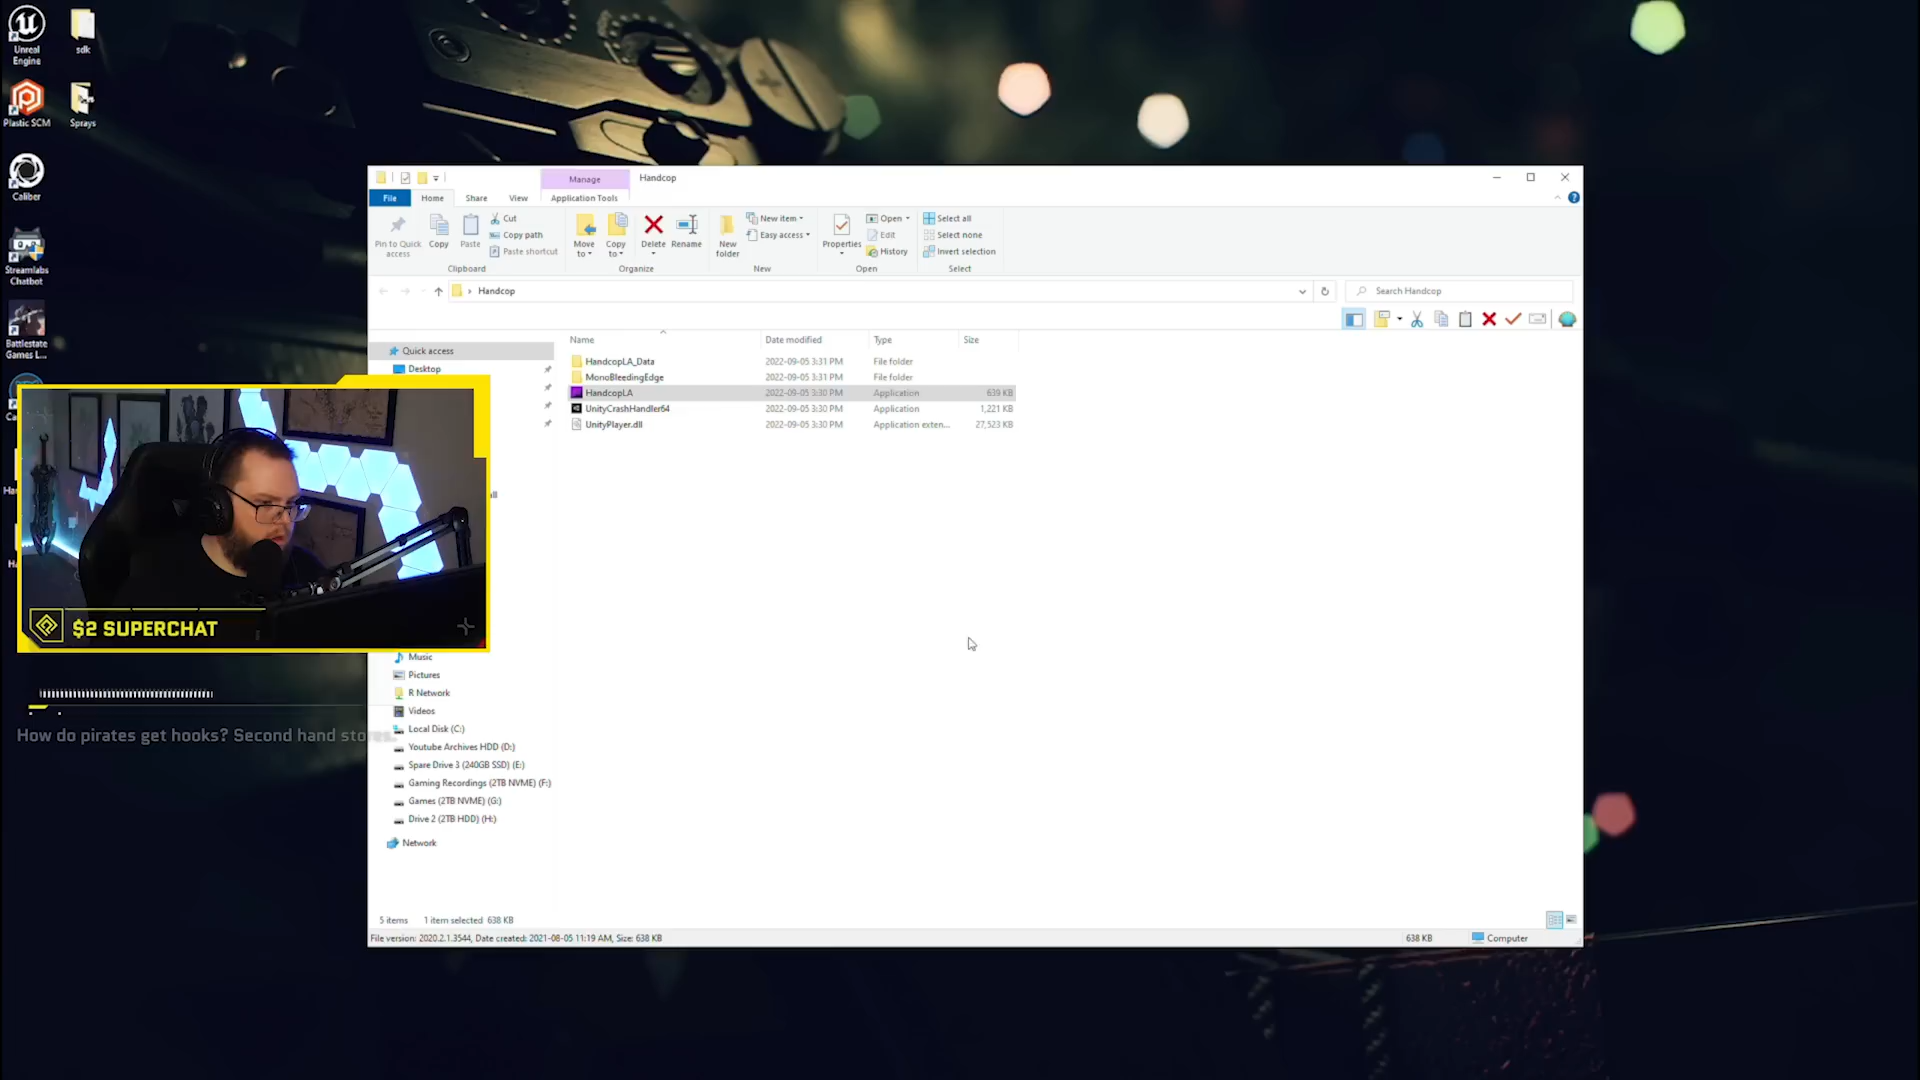 Unreal
Engine
sdk
Plastic SCM
Sprays
Caliber
Streamlabs
Chatbot
Battlestate
Games L...
Manage
Handcop
File
Home
Share
View
Application Tools
Pin to Quick
access
Copy
Paste
Cut
Copy path
Paste shortcut
Clipboard
Move
to
Copy
to
Delete
Rename
Organize
New
folder
New item
Easy access
New
Properties
Open
Edit
History
Open
Select all
Select none
Invert selection
Select
Handcop
Search Handcop
Name
Date modified
Type
Size
HandcopLA_Data
2022-09-05 3:31 PM
File folder
MonoBleedingEdge
2022-09-05 3:31 PM
File folder
HandcopLA
2022-09-05 3:30 PM
Application
639 KB
UnityCrashHandler64
2022-09-05 3:30 PM
Application
1,221 KB
UnityPlayer.dll
2022-09-05 3:30 PM
Application exten...
27,523 KB
Quick access
Desktop
$2 SUPERCHAT
How do pirates get hooks? Second hand stores.
Music
Pictures
R Network
Videos
Local Disk (C:)
Youtube Archives HDD (D:)
Spare Drive 3 (240GB SSD) (E:)
Gaming Recordings (2TB NVME) (F:)
Games (2TB NVME) (G:)
Drive 2 (2TB HDD) (H:)
Network
5 items
1 item selected 638 KB
File version: 2020.2.1.3544, Date created: 2021-08-05 11:19 AM, Size: 638 KB
638 KB
Computer